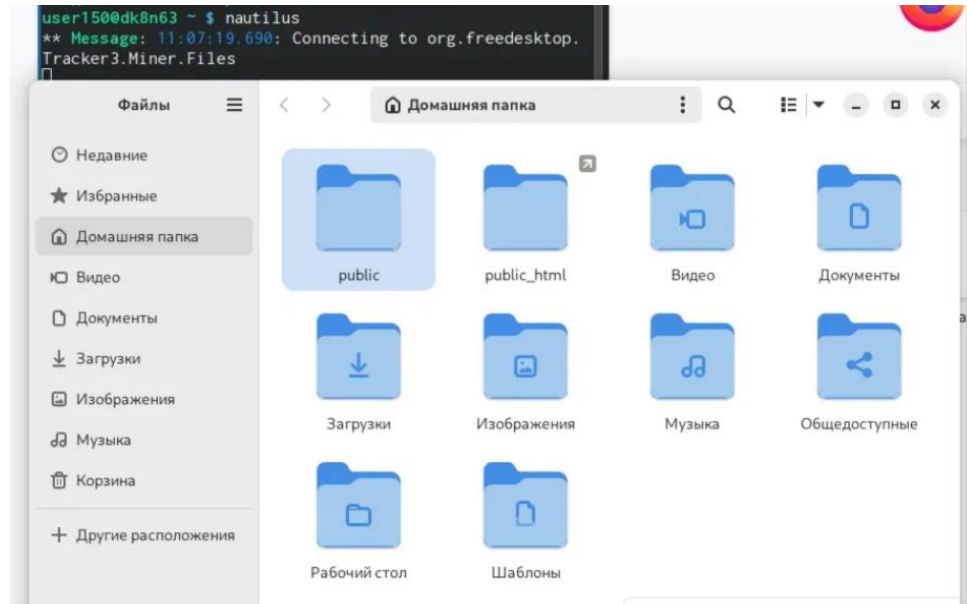 user1500dk8n63 ~ $ nautilus
** Message: 11:07:19.690: Connecting to org.freedesktop.
Tracker3.Miner.Files
Файлы
Домашняя папка
Недавние
Избранные
Домашняя папка
Видео
Документы
Загрузки
Изображения
Музыка
Корзина
Другие расположения
public
public_html
Видео
Документы
Загрузки
Изображения
Музыка
Общедоступные
Рабочий стол
Шаблоны